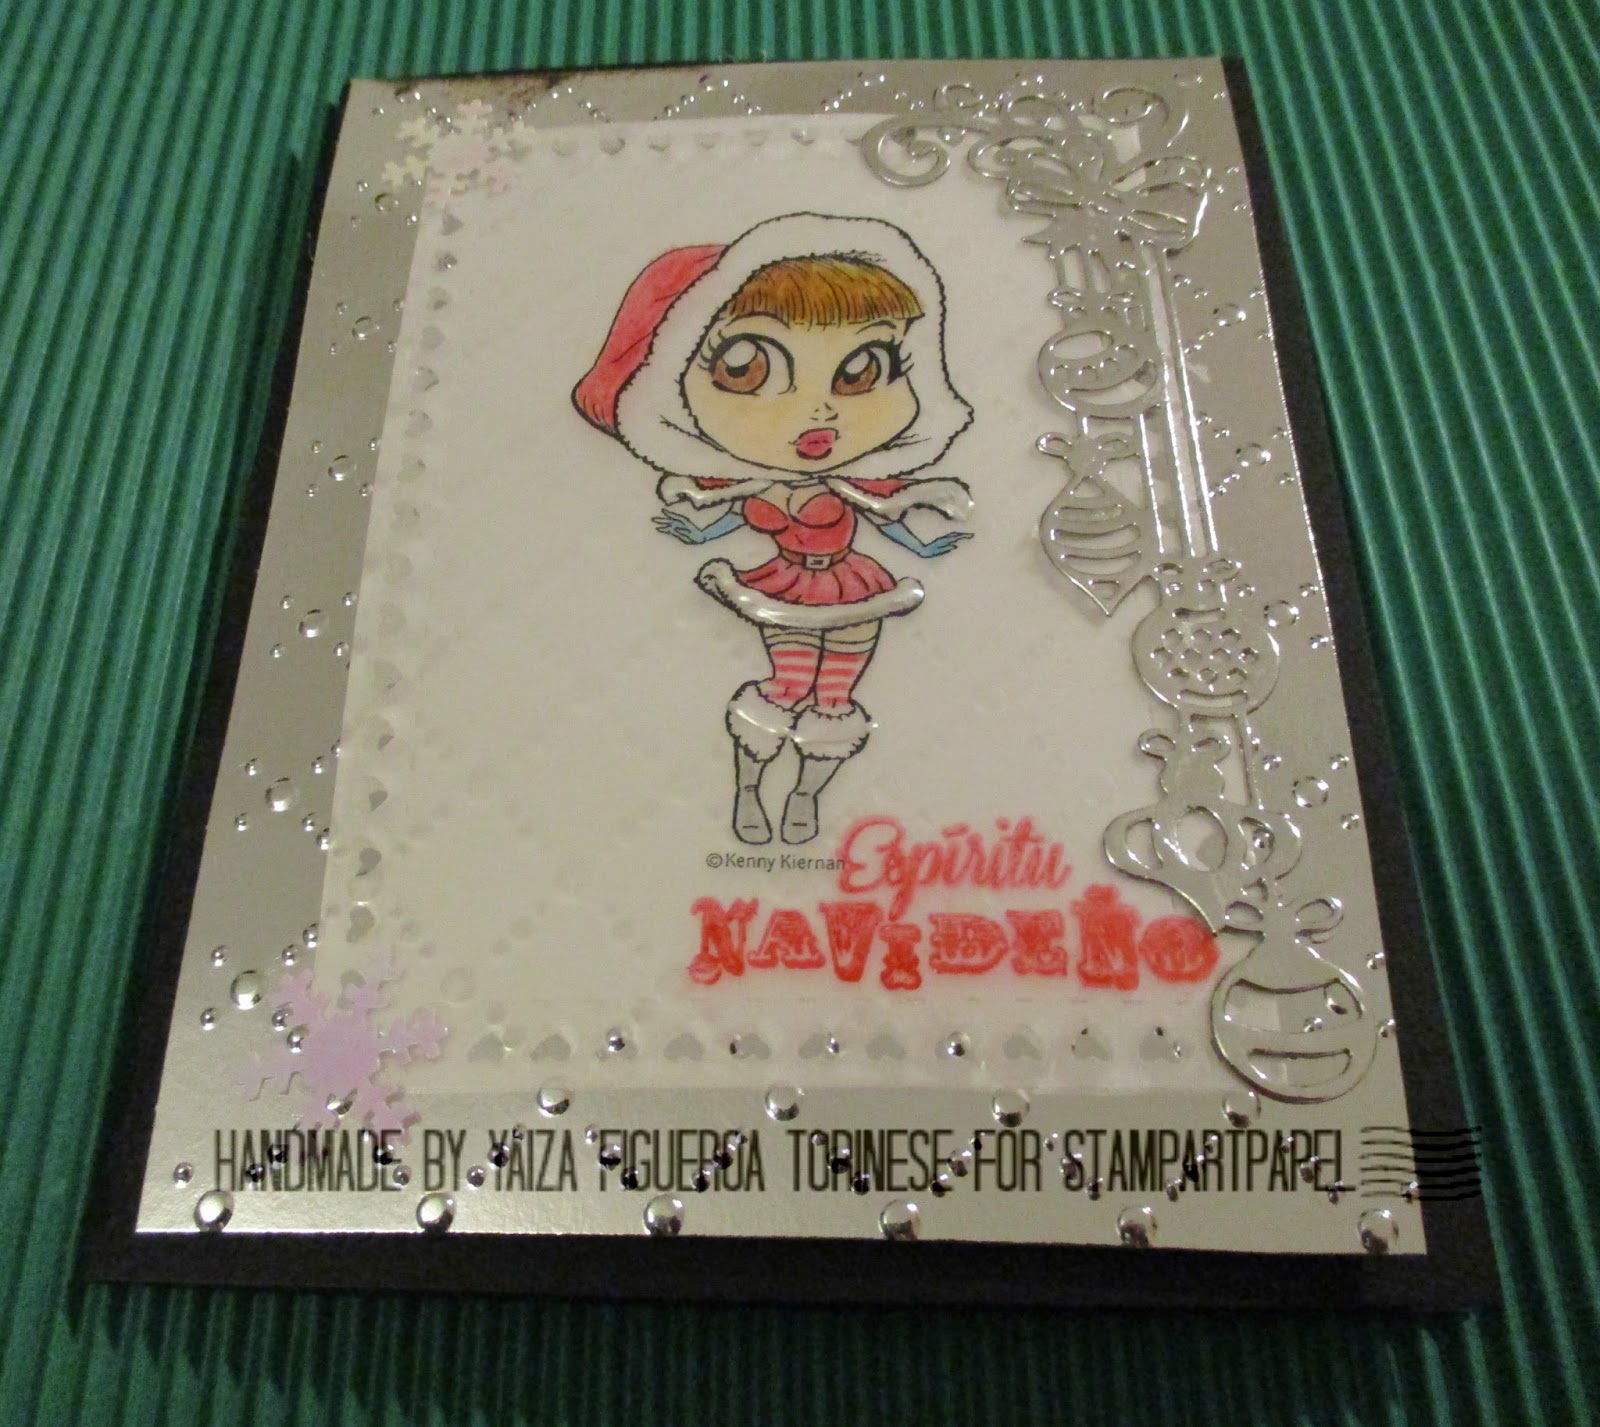 ©Kenny Kiernan
Espíritu
NAViDEÑO
HANDMADE BY YAIZA FIGUEROA TORINESE FOR STAMPARTPAPEL